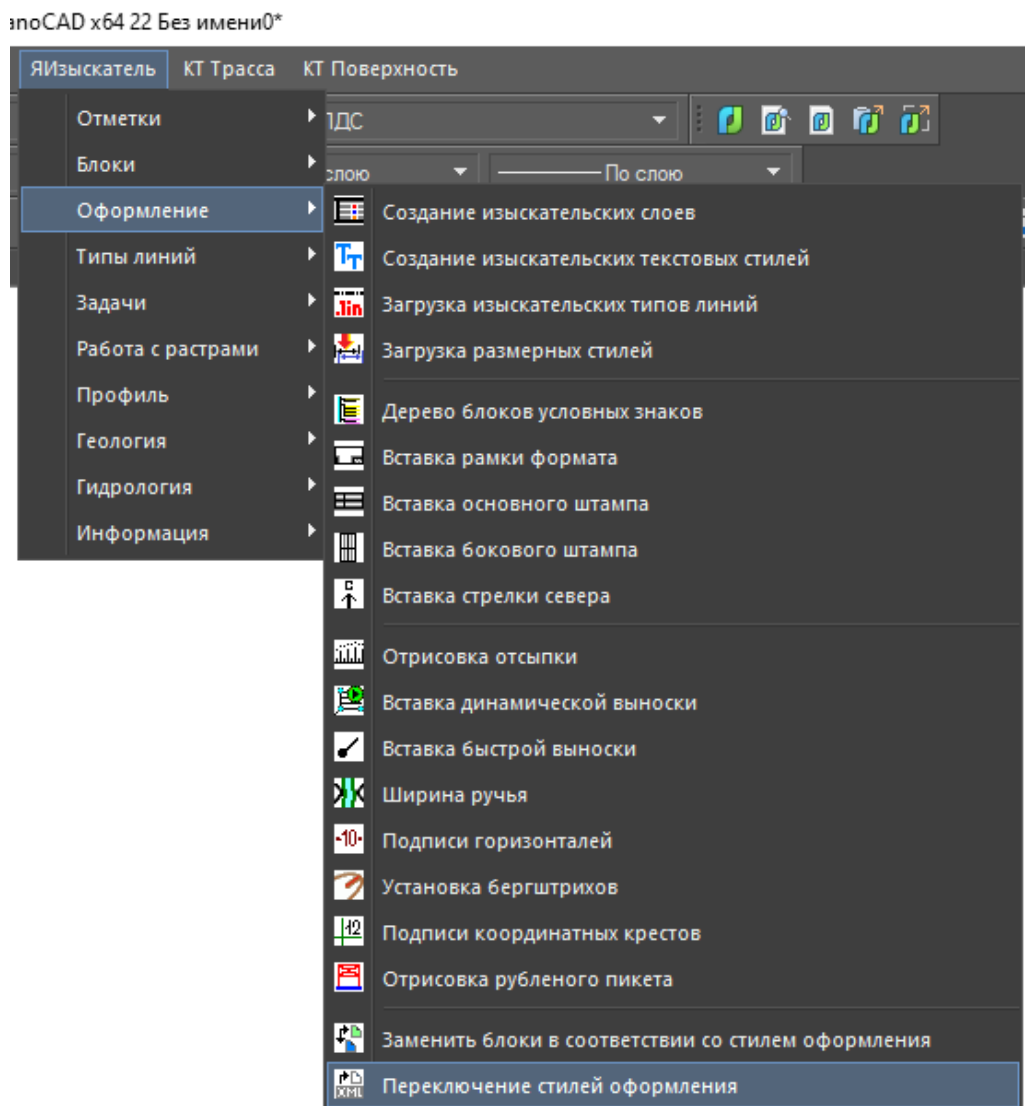 anoCAD x64 22 Без имени0*
ЯИзыскатель КТ Трасса КТ Поверхность
Отметки
Блоки
Оформление
Типы линий
Задачи
Работа с растрами
Профиль
Геология
Гидрология
Информация
ПДС
слою По слою
Создание изыскательских слоев
Создание изыскательских текстовых стилей
Загрузка изыскательских типов линий
Загрузка размерных стилей
Дерево блоков условных знаков
Вставка рамки формата
Вставка основного штампа
Вставка бокового штампа
Вставка стрелки севера
Отрисовка отсыпки
Вставка динамической выноски
Вставка быстрой выноски
Ширина ручья
Подписи горизонталей
Установка бергштрихов
Подписи координатных крестов
Отрисовка рубленого пикета
Заменить блоки в соответствии со стилем оформления
Переключение стилей оформления